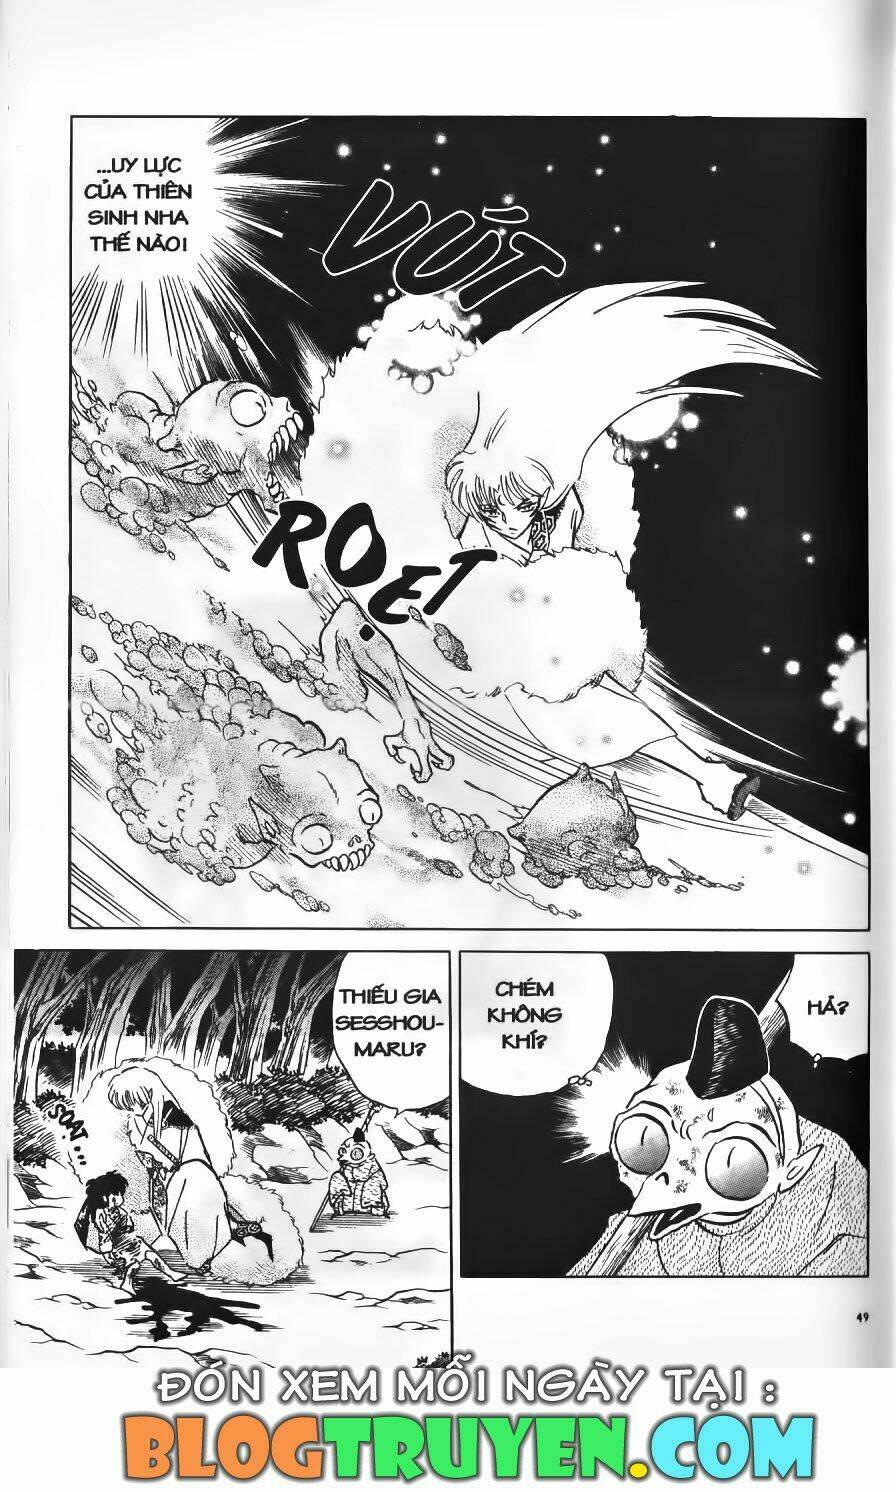 ...UY LỰC
CỦA THIÊN
SINH NHA
THẾ NÀO!
VÚT
ROET
HẢ?
CHÉM
KHÔNG
KHÍ?
THIẾU GIA
SESSHOU-
MARU?
SOẠT...
49
ĐÓN XEM MỖI NGÀY TẠI :
BLOGTRUYEN.COM